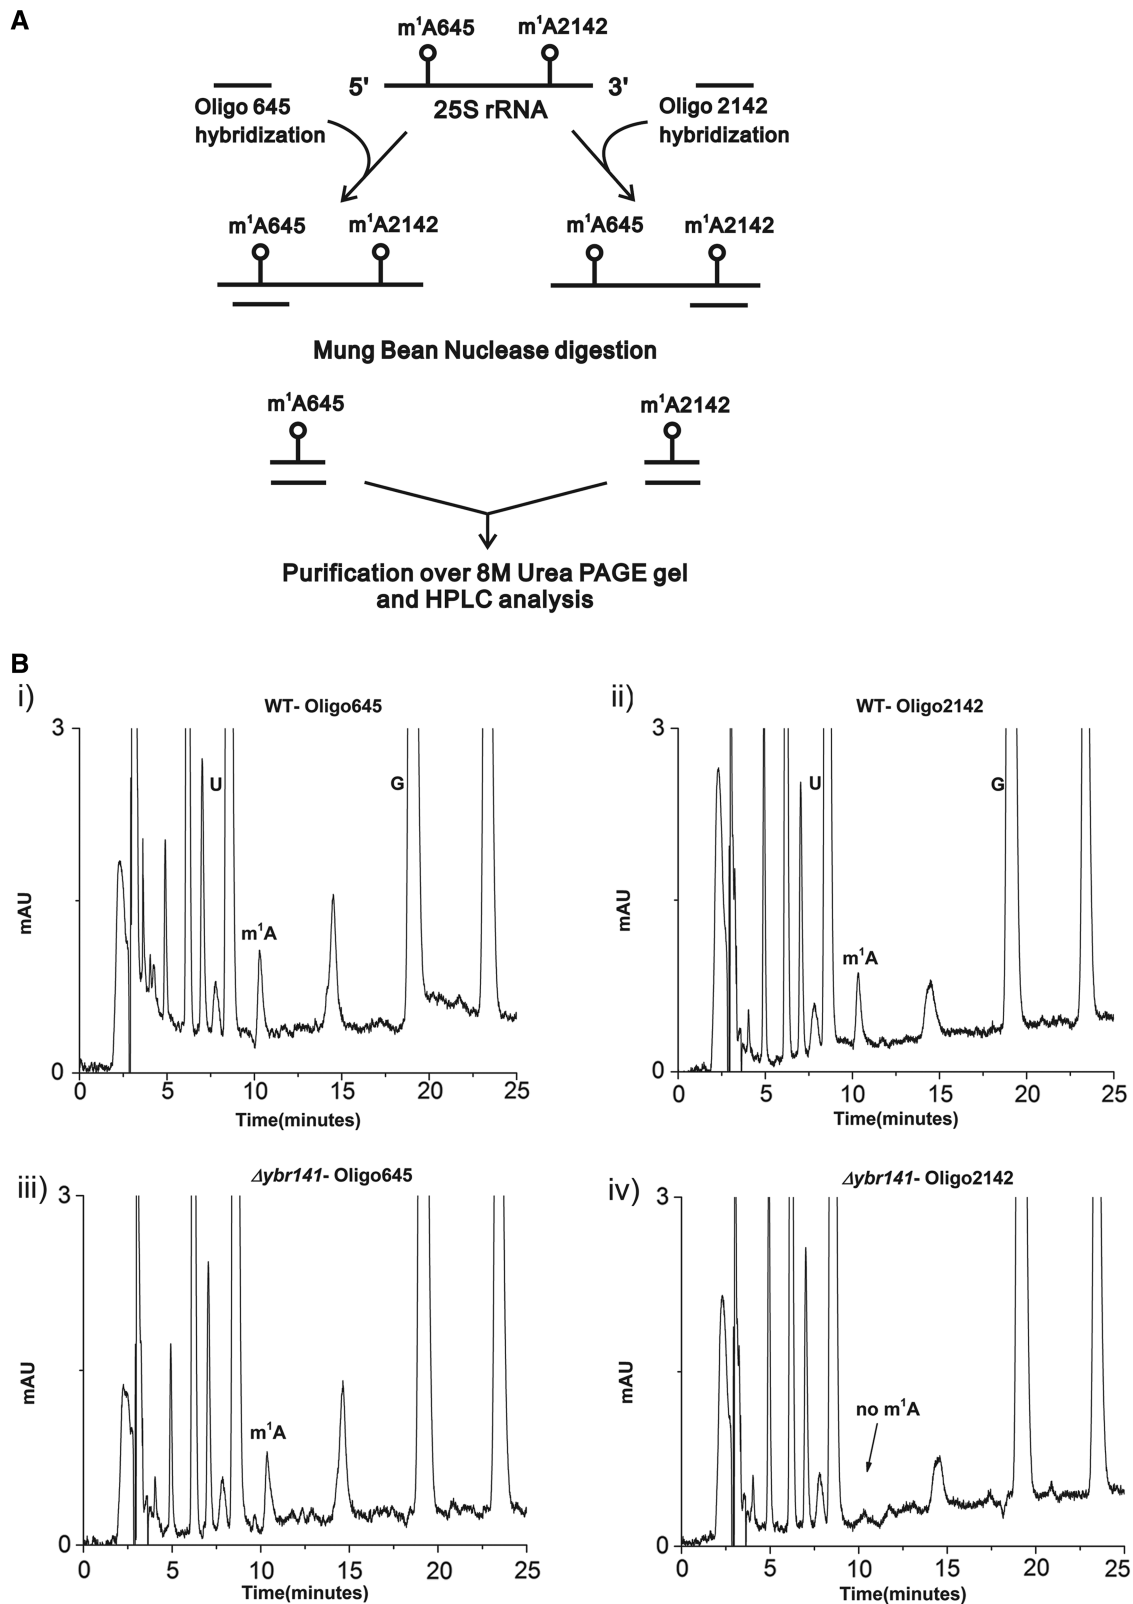 A
m¹A645 m¹A2142
5' 3'
25S rRNA
Oligo 645
hybridization
Oligo 2142
hybridization
m¹A645 m¹A2142
m¹A645 m¹A2142
Mung Bean Nuclease digestion
m¹A645
m¹A2142
Purification over 8M Urea PAGE gel
and HPLC analysis
B
i)
WT- Oligo645
3
U
G
m¹A
mAU
0
0 5 10 15 20 25
Time(minutes)
ii)
WT- Oligo2142
3
U
G
m¹A
mAU
0
0 5 10 15 20 25
Time(minutes)
iii)
Δybr141- Oligo645
3
m¹A
mAU
0
0 5 10 15 20 25
Time(minutes)
iv)
Δybr141- Oligo2142
3
no m¹A
mAU
0
0 5 10 15 20 25
Time(minutes)